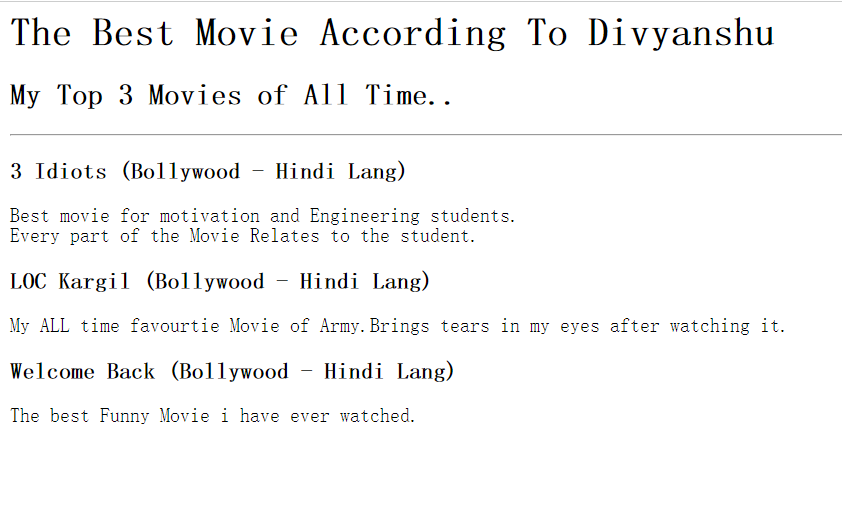 The Best Movie According To Divyanshu
My Top 3 Movies of All Time..
3 Idiots (Bollywood - Hindi Lang)
Best movie for motivation and Engineering students.
Every part of the Movie Relates to the student.
LOC Kargil (Bollywood - Hindi Lang)
My ALL time favourtie Movie of Army.Brings tears in my eyes after watching it.
Welcome Back (Bollywood - Hindi Lang)
The best Funny Movie i have ever watched.